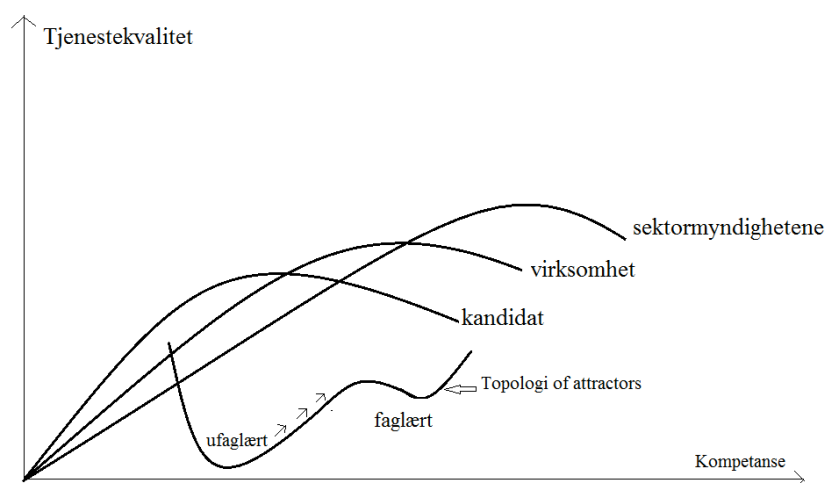 Tjenestekvalitet
sektormyndighetene
virksomhet
kandidat
Topologi of attractors
faglært
ufaglært
Kompetanse